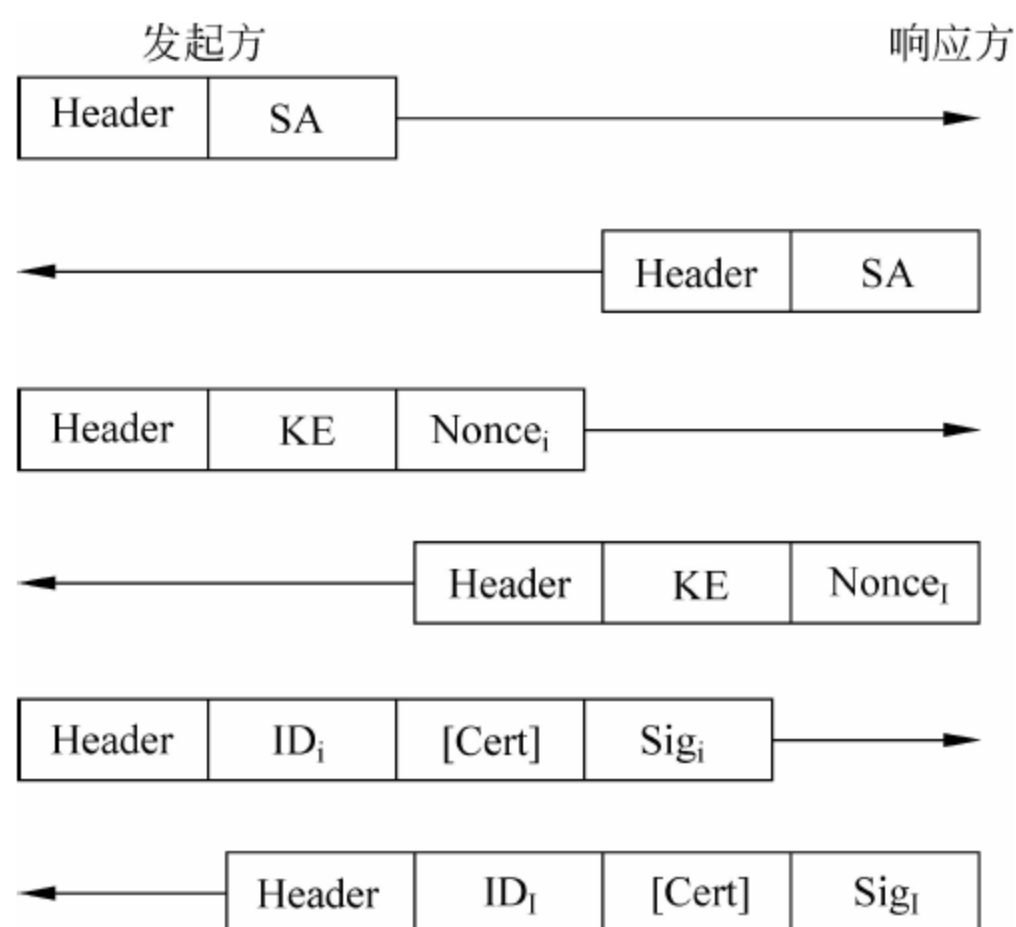 发起方 响应方
Header SA
Header SA
Header KE Nonceᵢ
Header KE Nonce_I
Header IDᵢ [Cert] Sigᵢ
Header ID_I [Cert] Sig_I